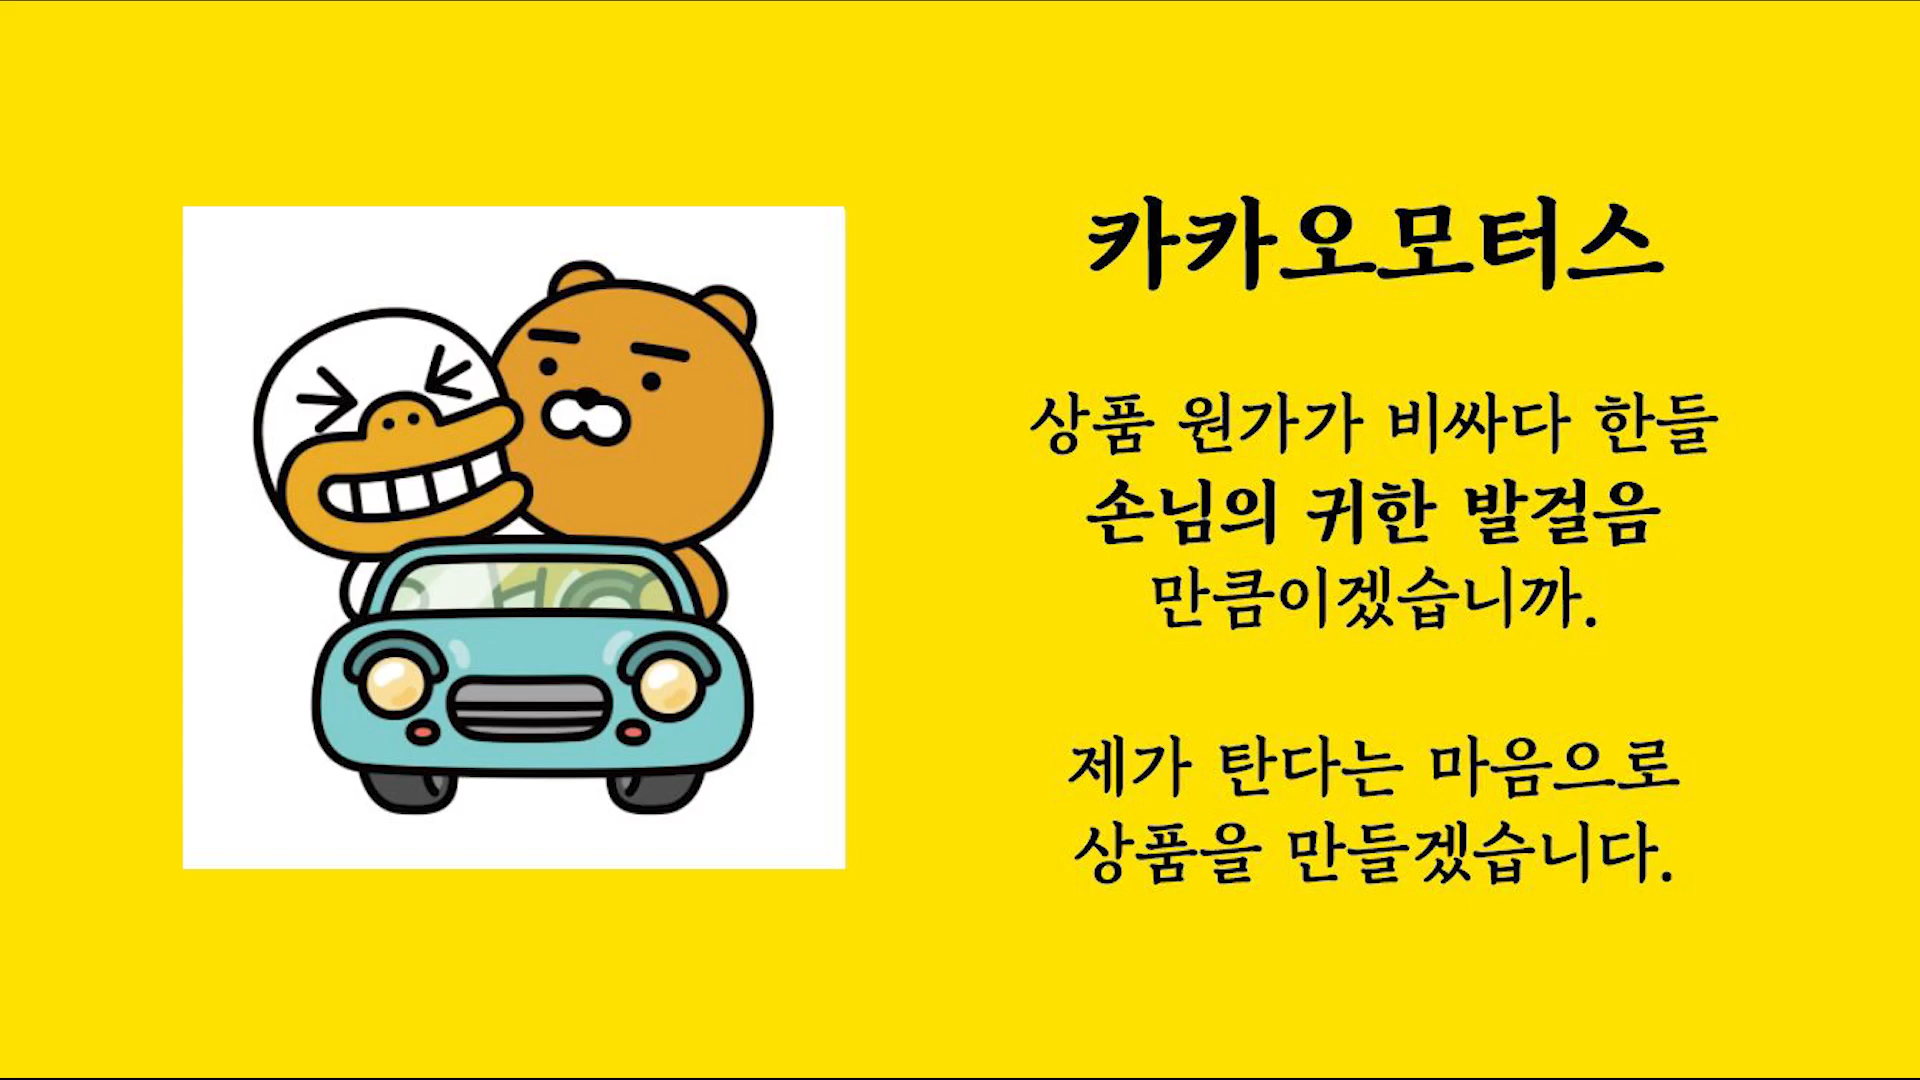 카카오모터스
상품 원가가 비싸다 한들
손님의 귀한 발걸음
만큼이겠습니까.
제가 탄다는 마음으로
상품을 만들겠습니다.